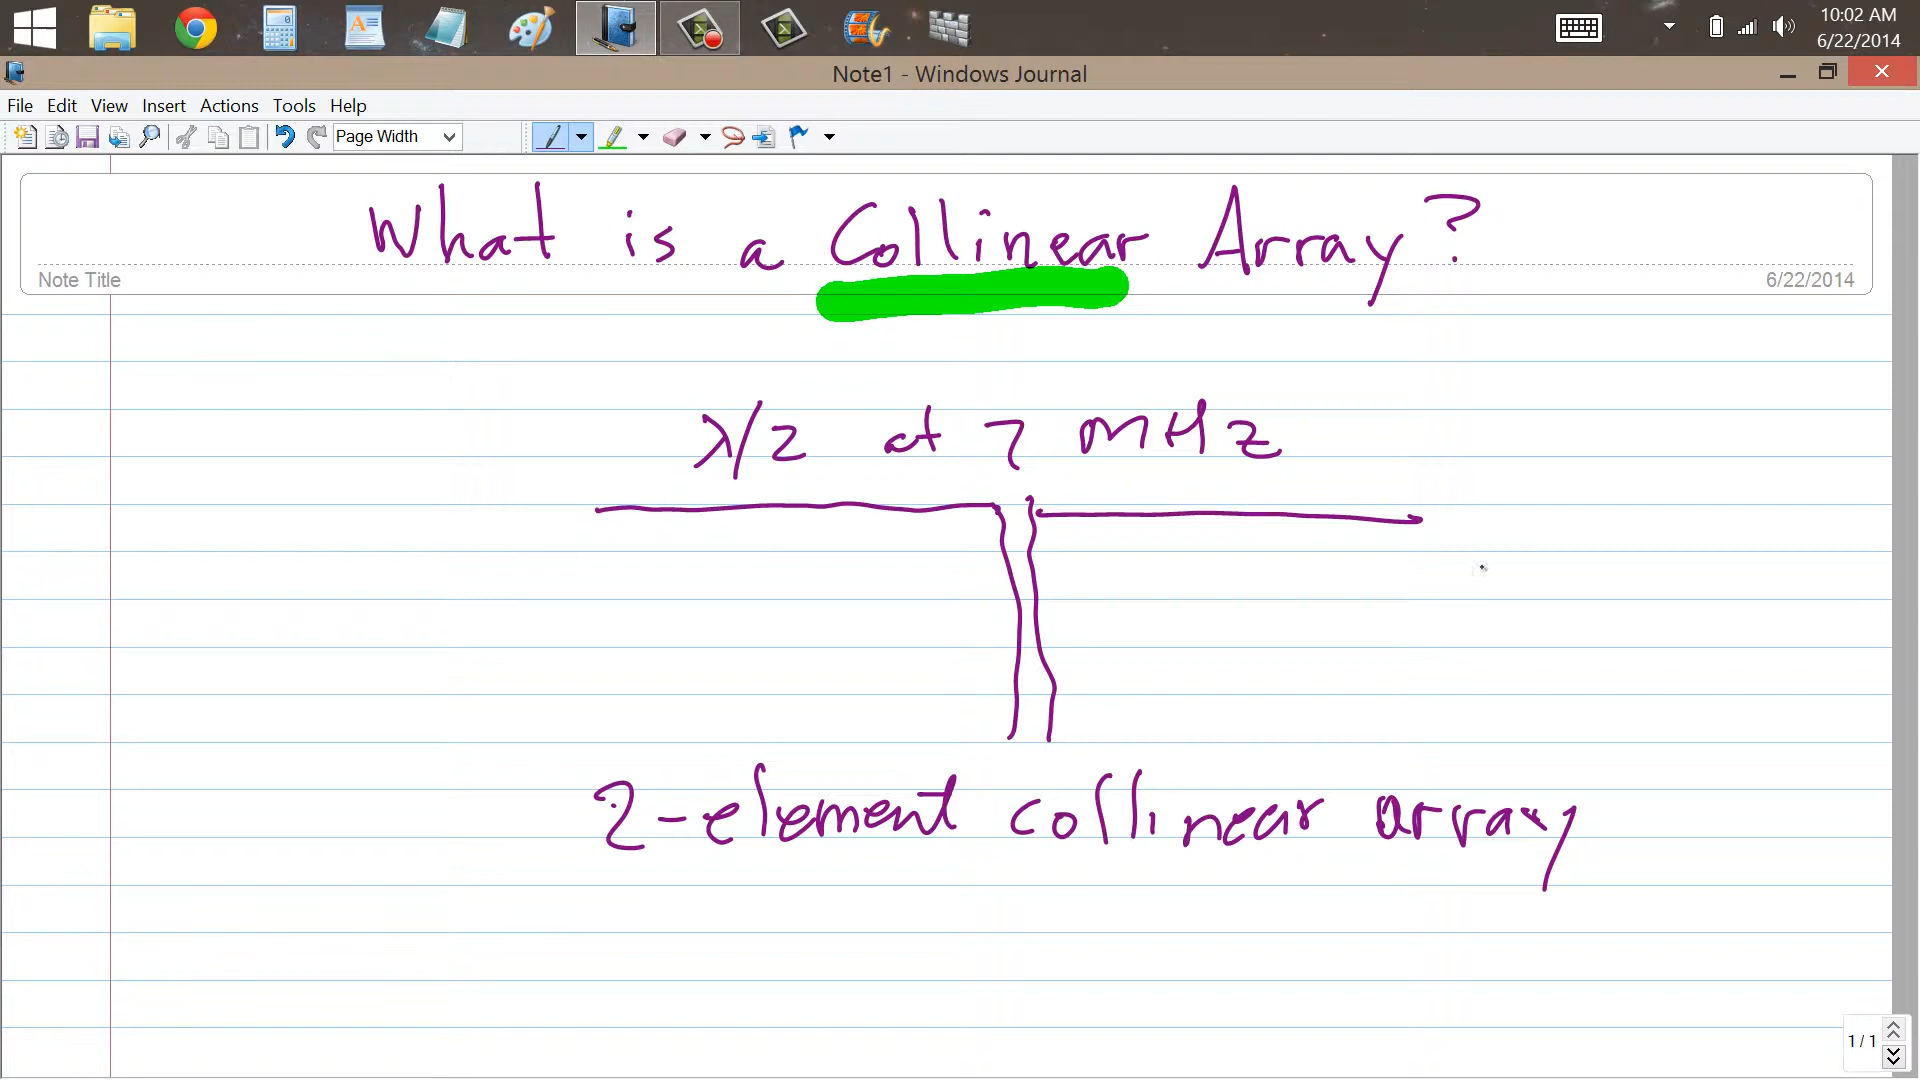 10:02 AM
6/22/2014
Note1 - Windows Journal
File Edit View Insert Actions Tools Help
Page Width
What is a Collinear Array?
Note Title 6/22/2014
λ/2 at 7 MHz
2-element collinear array
1 / 1